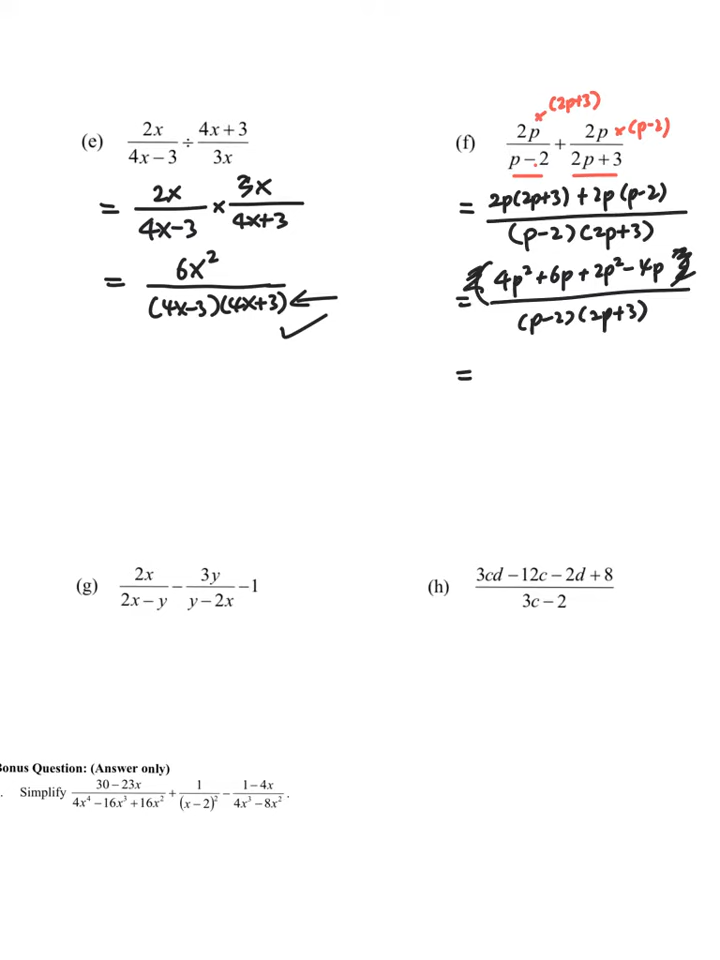 (e) 2x/(4x − 3) ÷ (4x + 3)/3x
= 2x/(4x−3) × 3x/(4x+3)
= 6x²/((4x−3)(4x+3)) ←
✓
×(2p+3)
(f) 2p/(p − 2) + 2p/(2p + 3) ×(p−2)
= (2p(2p+3) + 2p(p−2))/((p−2)(2p+3))
= (4p² + 6p + 2p² − 4p)/((p−2)(2p+3))
=
(g) 2x/(2x − y) − 3y/(y − 2x) − 1
(h) (3cd − 12c − 2d + 8)/(3c − 2)
Bonus Question: (Answer only)
. Simplify (30 − 23x)/(4x⁴ − 16x³ + 16x²) + 1/(x − 2)² − (1 − 4x)/(4x³ − 8x²) .